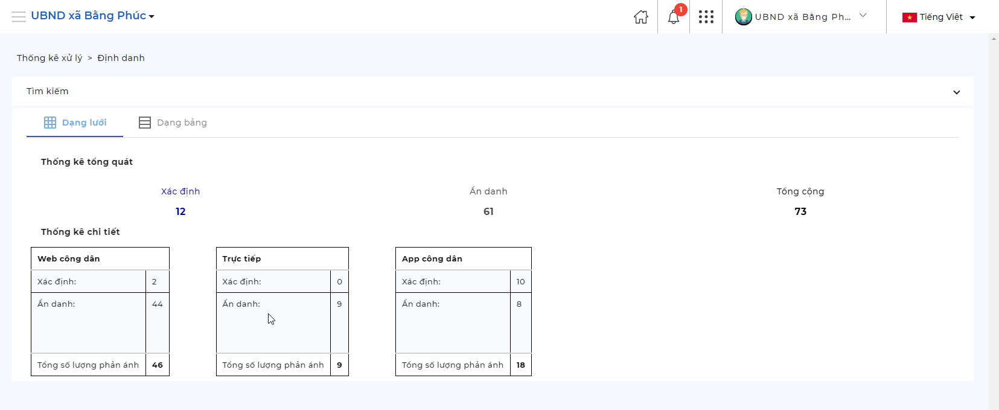 UBND xã Bằng Phúc
1
UBND xã Bằng Ph...
Tiếng Việt
Thống kê xử lý > Định danh
Tìm kiếm
Dạng lưới
Dạng bảng
Thống kê tổng quát
Xác định
Ẩn danh
Tổng cộng
12
61
73
Thống kê chi tiết
Web công dân
Xác định: 2
Ẩn danh: 44
Tổng số lượng phản ánh 46
Trực tiếp
Xác định: 0
Ẩn danh: 9
Tổng số lượng phản ánh 9
App công dân
Xác định: 10
Ẩn danh: 8
Tổng số lượng phản ánh 18